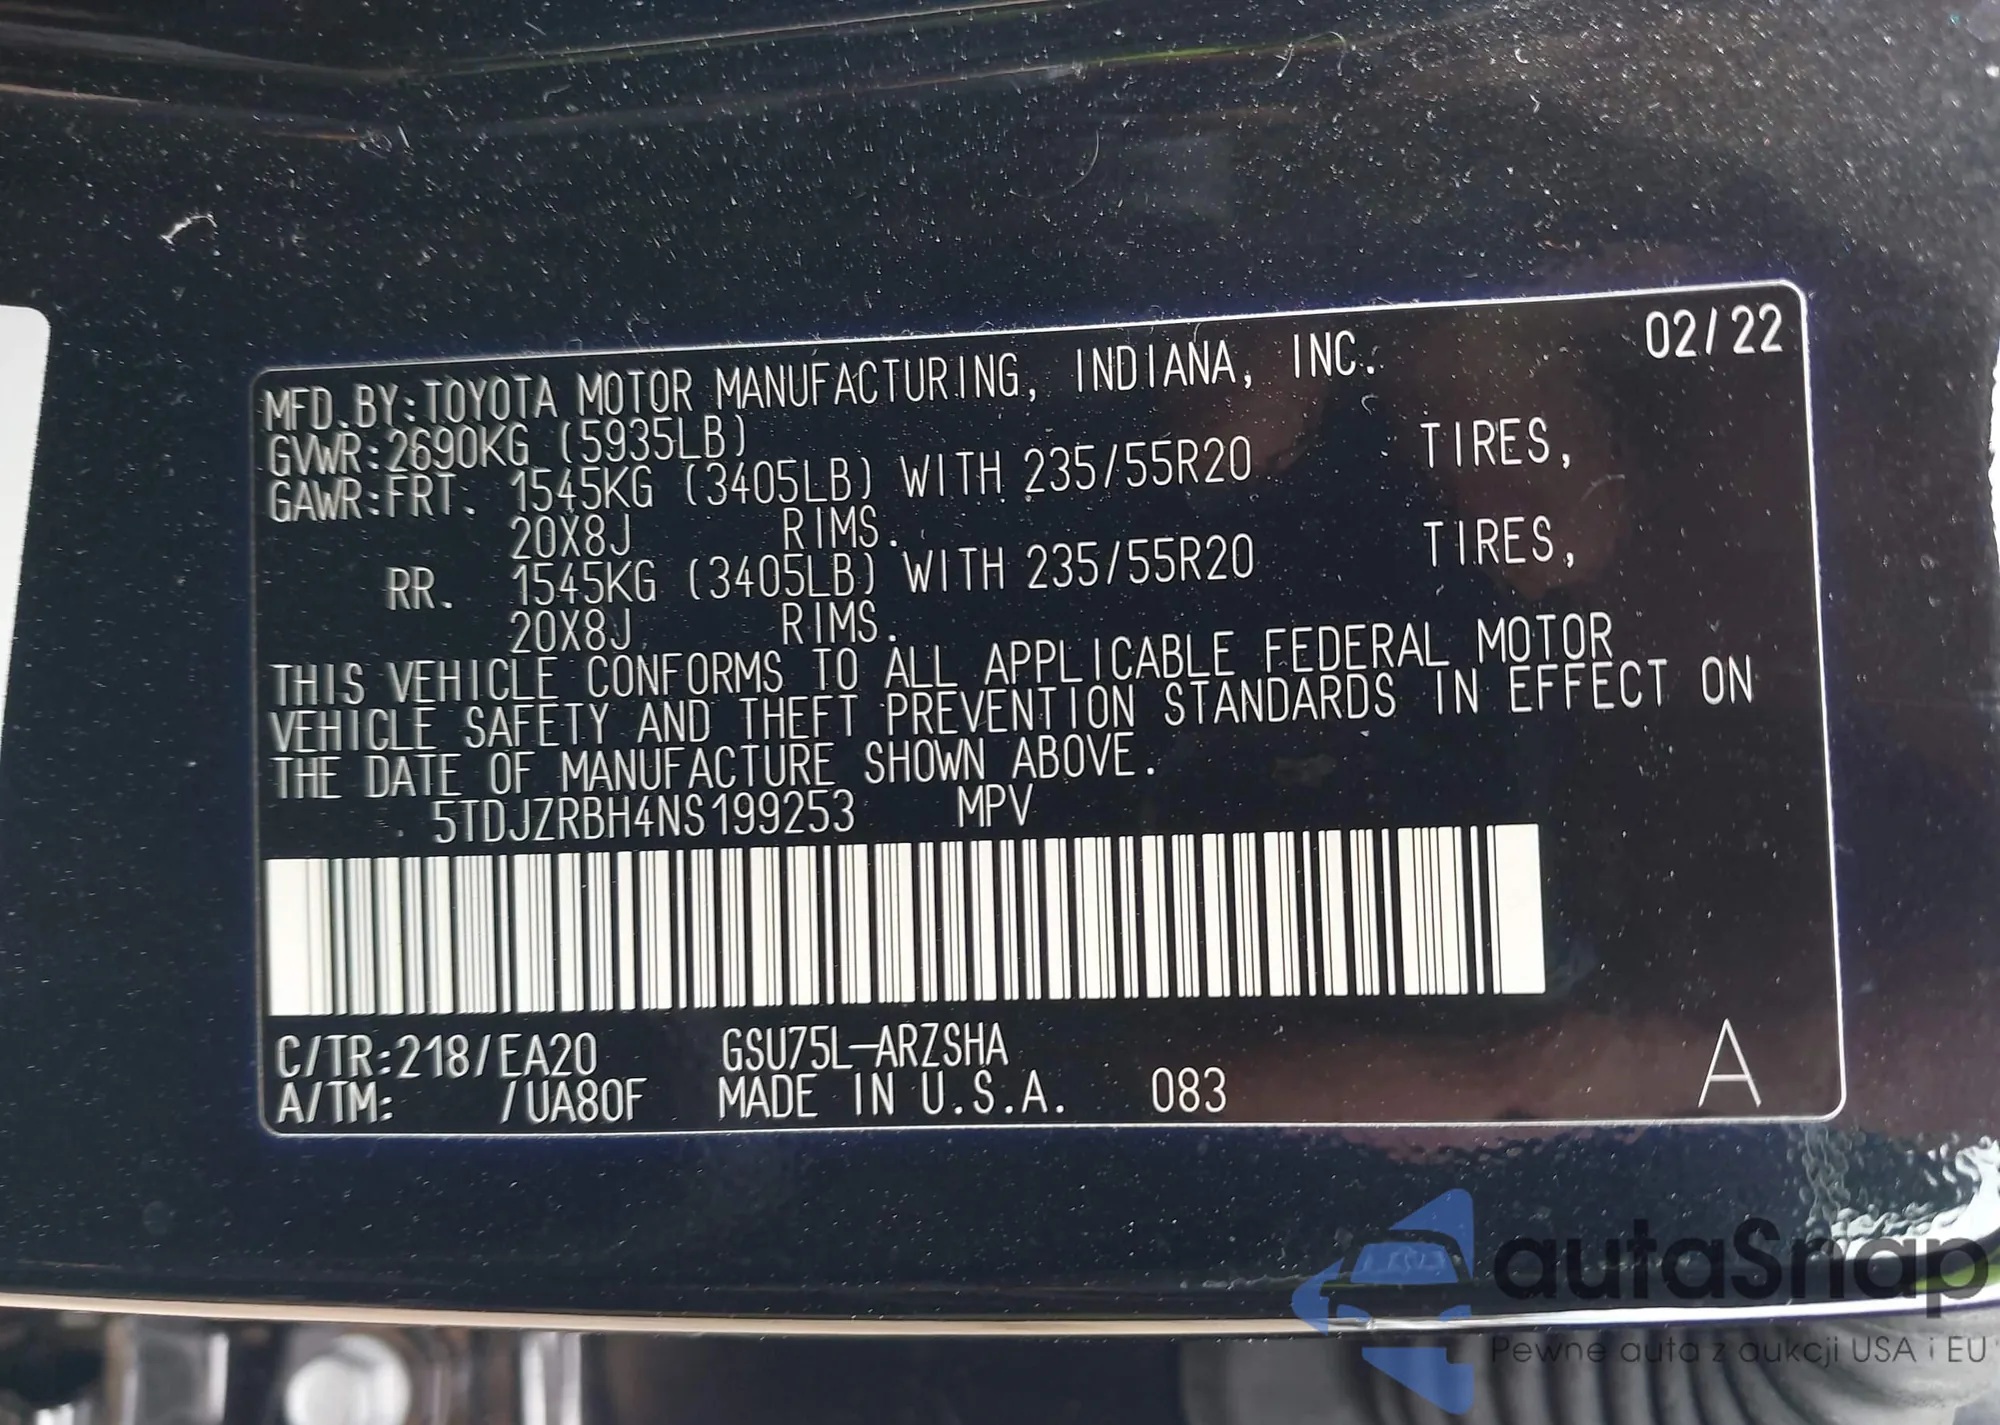 MFD.BY:TOYOTA MOTOR MANUFACTURING, INDIANA, INC. 02/22
GVWR:2690KG (5935LB)
GAWR:FRT. 1545KG (3405LB) WITH 235/55R20 TIRES,
20X8J RIMS.
RR. 1545KG (3405LB) WITH 235/55R20 TIRES,
20X8J RIMS.
THIS VEHICLE CONFORMS TO ALL APPLICABLE FEDERAL MOTOR
VEHICLE SAFETY AND THEFT PREVENTION STANDARDS IN EFFECT ON
THE DATE OF MANUFACTURE SHOWN ABOVE.
5TDJZRBH4NS199253 MPV
C/TR:218/EA20 GSU75L-ARZSHA
A/TM: /UA80F MADE IN U.S.A. 083 A
autaSnap
Pewne auta z aukcji USA i EU